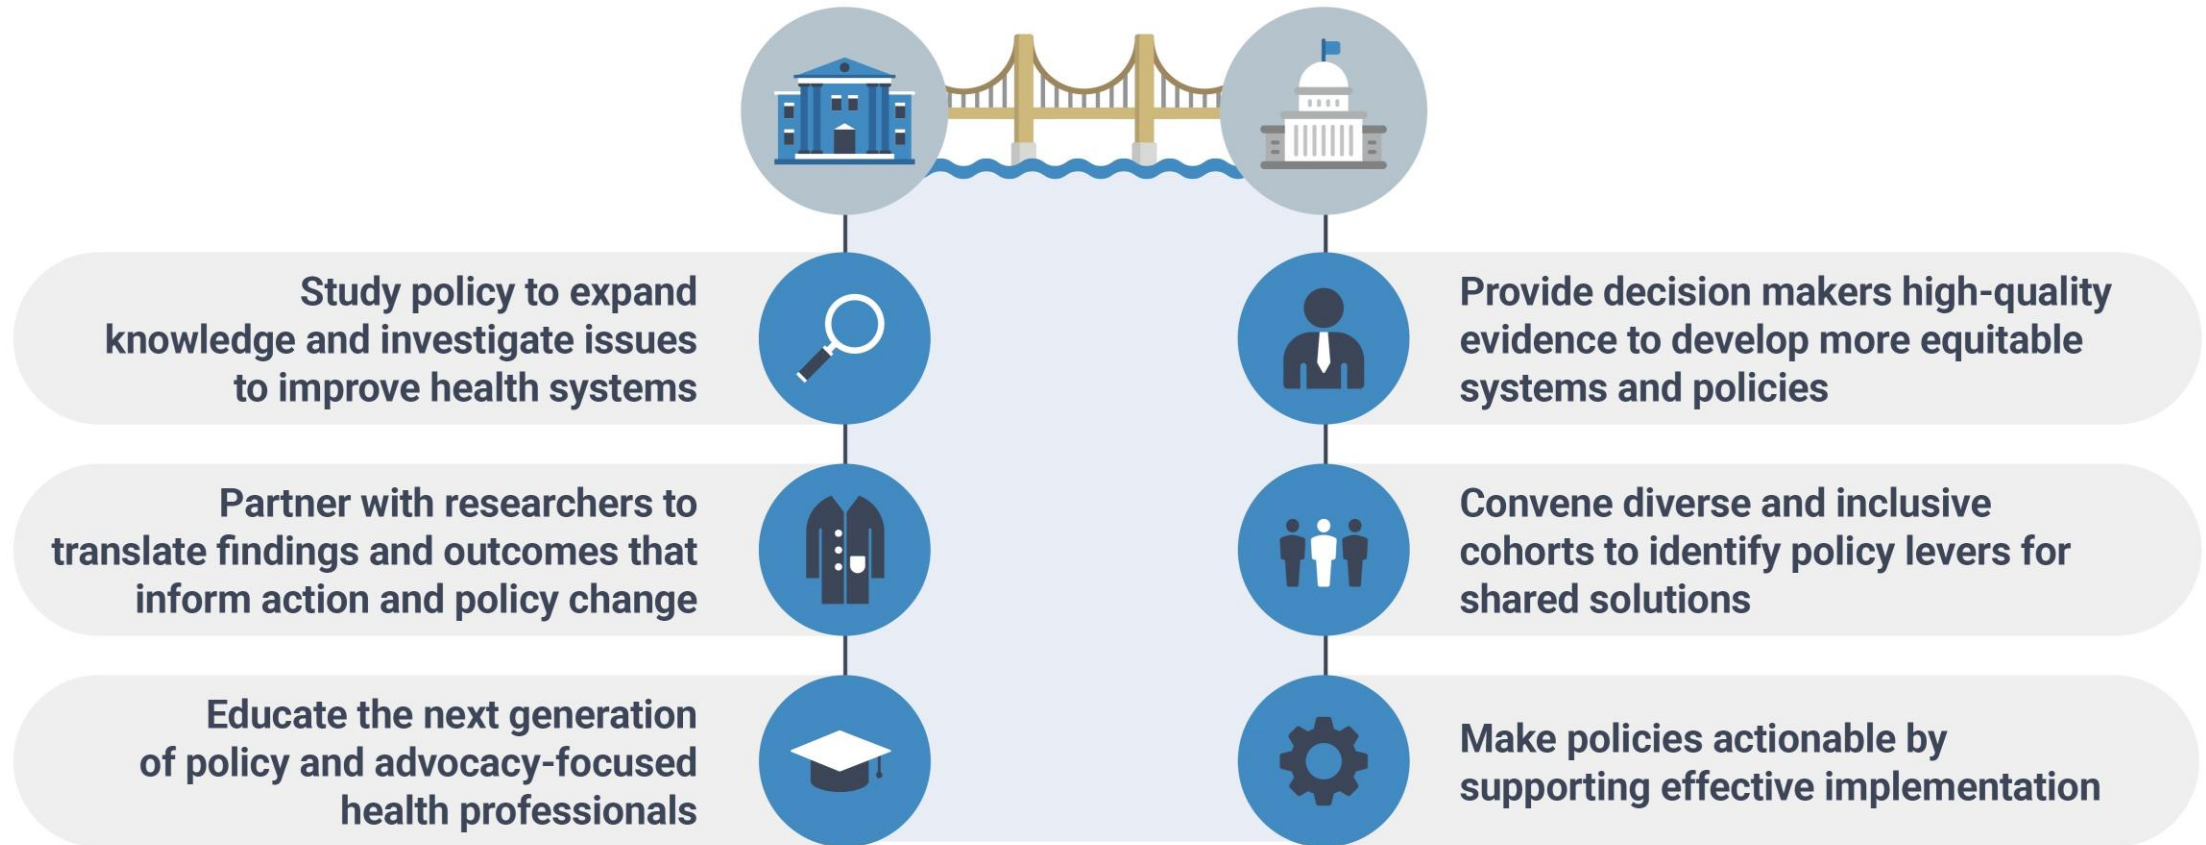 Study policy to expand
knowledge and investigate issues
to improve health systems
Partner with researchers to
translate findings and outcomes that
inform action and policy change
Educate the next generation
of policy and advocacy-focused
health professionals
Provide decision makers high-quality
evidence to develop more equitable
systems and policies
Convene diverse and inclusive
cohorts to identify policy levers for
shared solutions
Make policies actionable by
supporting effective implementation